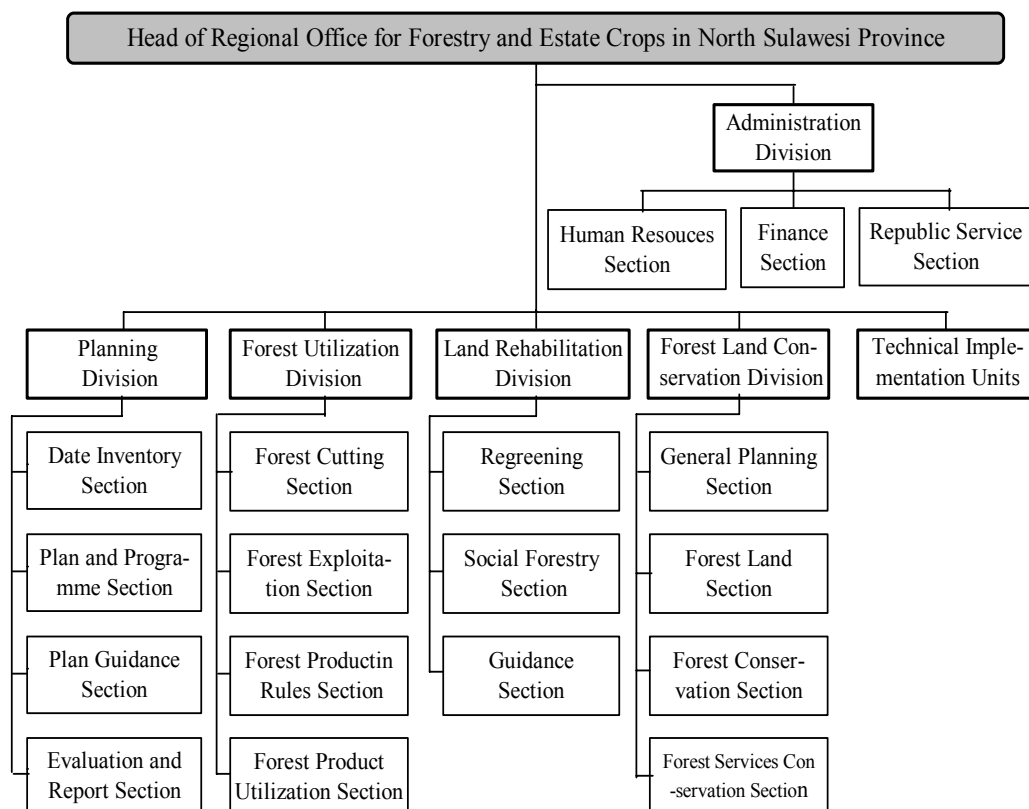 Head of Regional Office for Forestry and Estate Crops in North Sulawesi Province
Administration
Division
Human Resouces
Section
Finance
Section
Republic Service
Section
Planning
Division
Forest Utilization
Division
Land Rehabilitation
Division
Forest Land Con-
servation Division
Technical Imple-
mentation Units
Date Inventory
Section
Plan and Progra-
mme Section
Plan Guidance
Section
Evaluation and
Report Section
Forest Cutting
Section
Forest Exploita-
tion Section
Forest Productin
Rules Section
Forest Product
Utilization Section
Regreening
Section
Social Forestry
Section
Guidance
Section
General Planning
Section
Forest Land
Section
Forest Conser-
vation Section
Forest Services Con
-servation Section